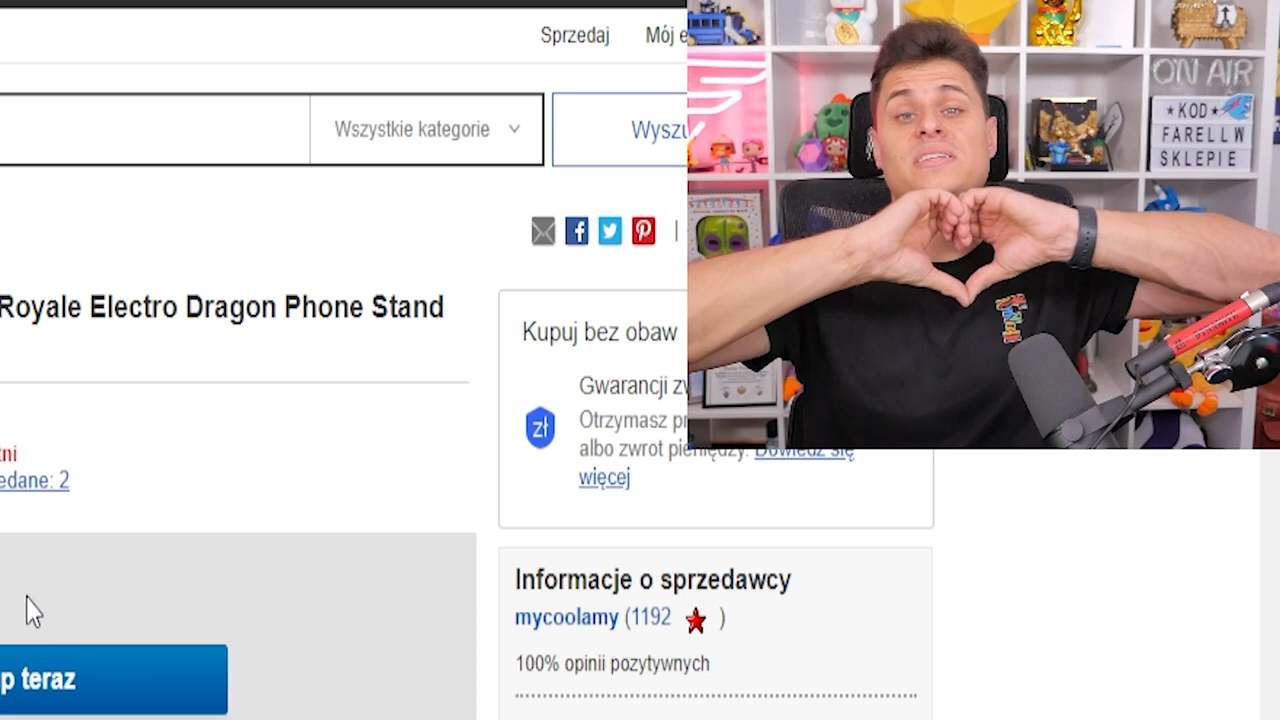 Sprzedaj Mój e
Wszystkie kategorie
Wyszu
ON AIR
*KOD*
FARELL W
SKLEPIE
Royale Electro Dragon Phone Stand
Kupuj bez obaw
Gwarancji zw
Otrzymasz pr
albo zwrot pieniędzy. Dowiedz się
więcej
zł
tni
edane: 2
Informacje o sprzedawcy
mycoolamy (1192 )
100% opinii pozytywnych
p teraz